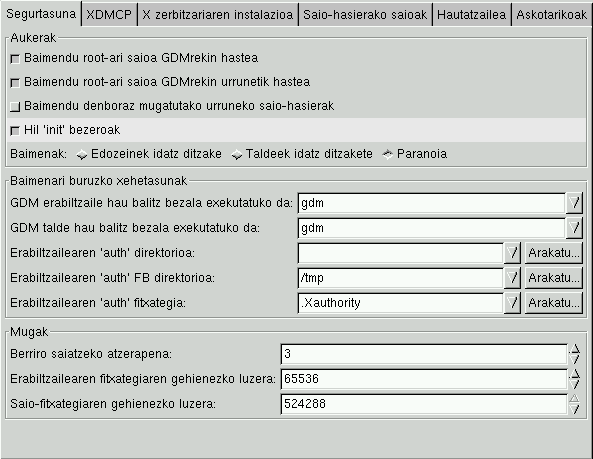 Segurtasuna XDMCP X zerbitzariaren instalazioa Saio-hasierako saioak Hautatzailea Askotarikoak
Aukerak
Baimendu root-ari saioa GDMrekin hastea
Baimendu root-ari saioa GDMrekin urrunetik hastea
Baimendu denboraz mugatutako urruneko saio-hasierak
Hil 'init' bezeroak
Baimenak: Edozeinek idatz ditzake Taldeek idatz ditzakete Paranoia
Baimenari buruzko xehetasunak
GDM erabiltzaile hau balitz bezala exekutatuko da: gdm
GDM talde hau balitz bezala exekutatuko da: gdm
Erabiltzailearen 'auth' direktorioa: Arakatu...
Erabiltzailearen 'auth' FB direktorioa: /tmp Arakatu...
Erabiltzailearen 'auth' fitxategia: .Xauthority Arakatu...
Mugak
Berriro saiatzeko atzerapena: 3
Erabiltzailearen fitxategiaren gehienezko luzera: 65536
Saio-fitxategiaren gehienezko luzera: 524288